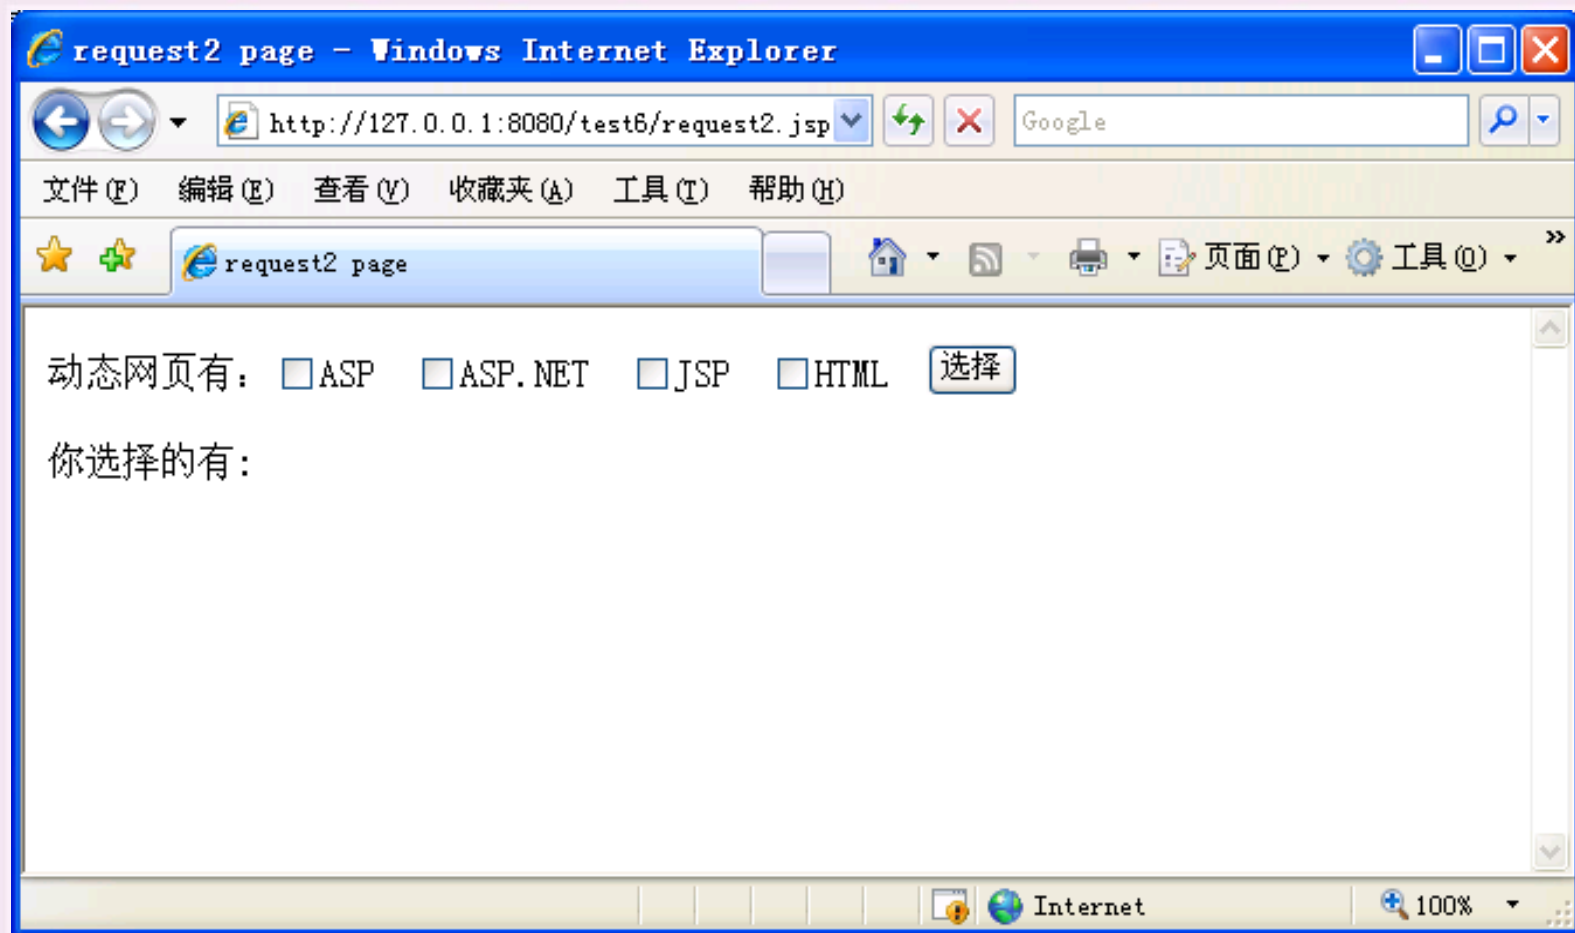 request2 page - Windows Internet Explorer
http://127.0.0.1:8080/test6/request2.jsp Google
文件(F) 编辑(E) 查看(V) 收藏夹(A) 工具(T) 帮助(H)
request2 page 页面(P) 工具(O) »
动态网页有: ASP ASP.NET JSP HTML 选择
你选择的有:
Internet 100%